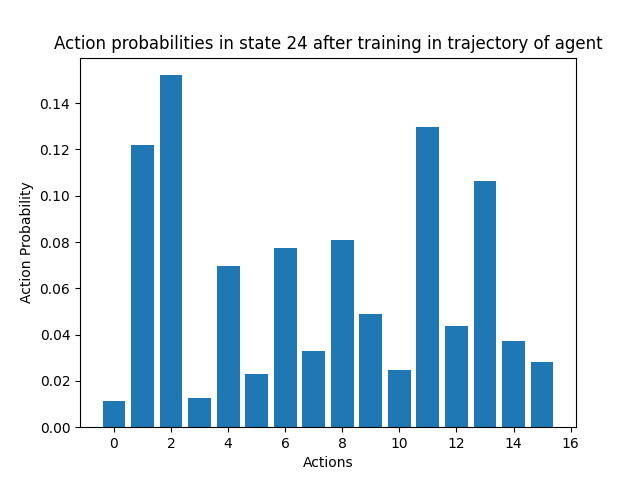 Action probabilities in state 24 after training in trajectory of agent
0.14
0.12
0.10
0.08
0.06
0.04
0.02
0.00
Action Probability
0 2 4 6 8 10 12 14 16
Actions